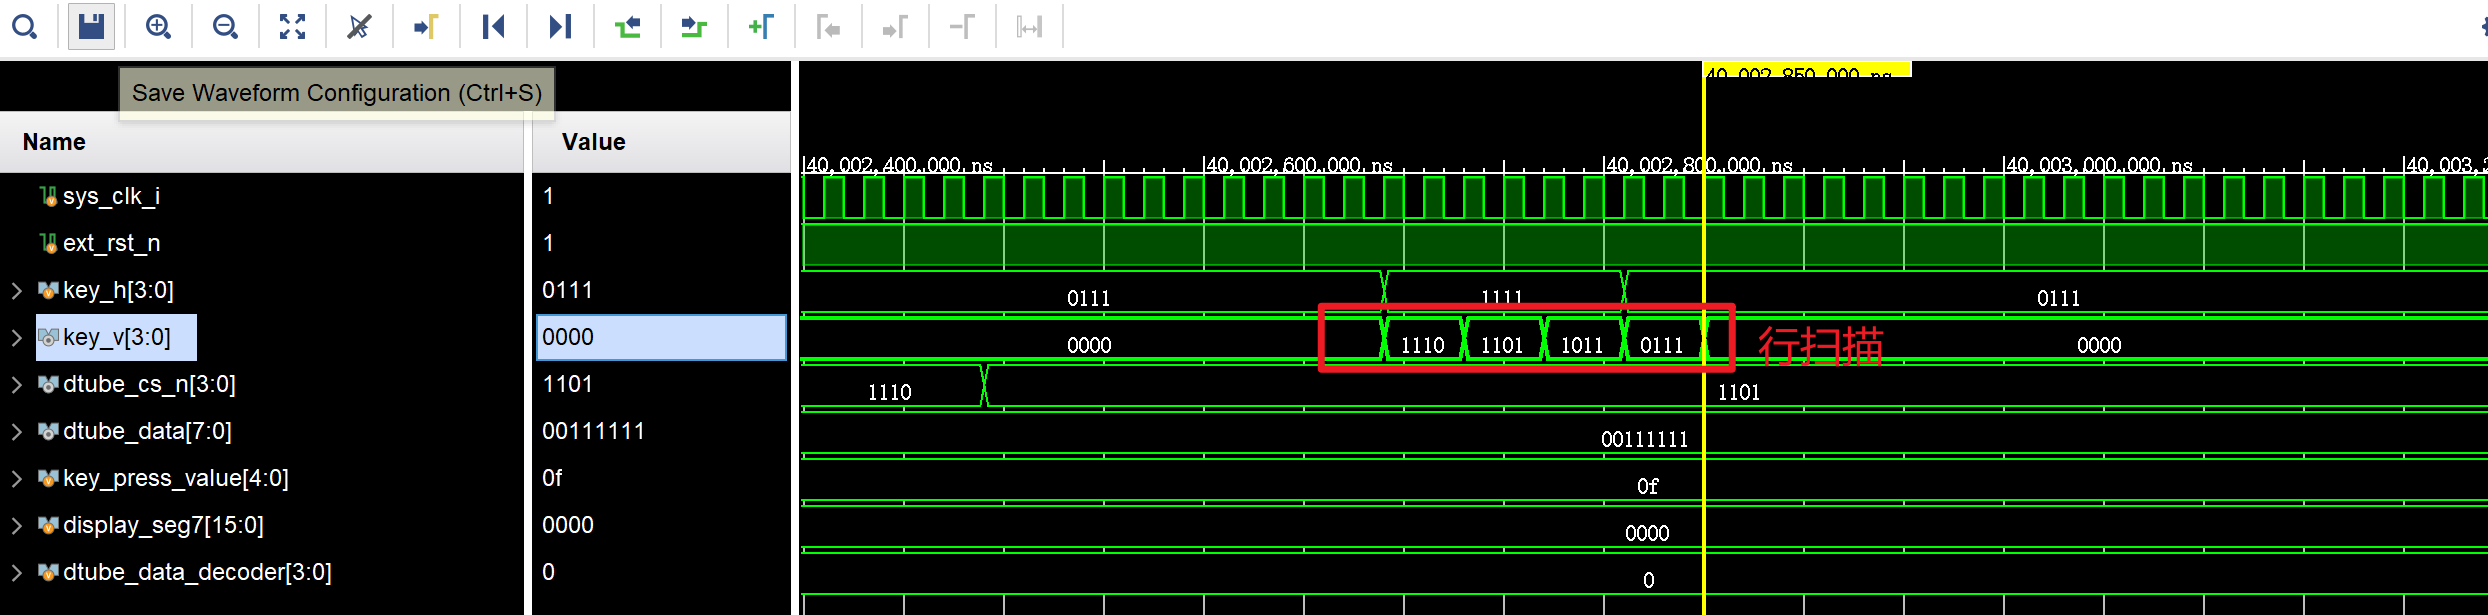 Save Waveform Configuration (Ctrl+S)
40,002,850.000 ns
Name Value
40,002,400.000 ns 40,002,600.000 ns 40,002,800.000 ns 40,003,000.000 ns
sys_clk_i 1
ext_rst_n 1
key_h[3:0] 0111 0111 1111 0111
key_v[3:0] 0000 0000 1110 1101 1011 0111 行扫描 0000
dtube_cs_n[3:0] 1101 1110 1101
dtube_data[7:0] 00111111 00111111
key_press_value[4:0] 0f 0f
display_seg7[15:0] 0000 0000
dtube_data_decoder[3:0] 0 0